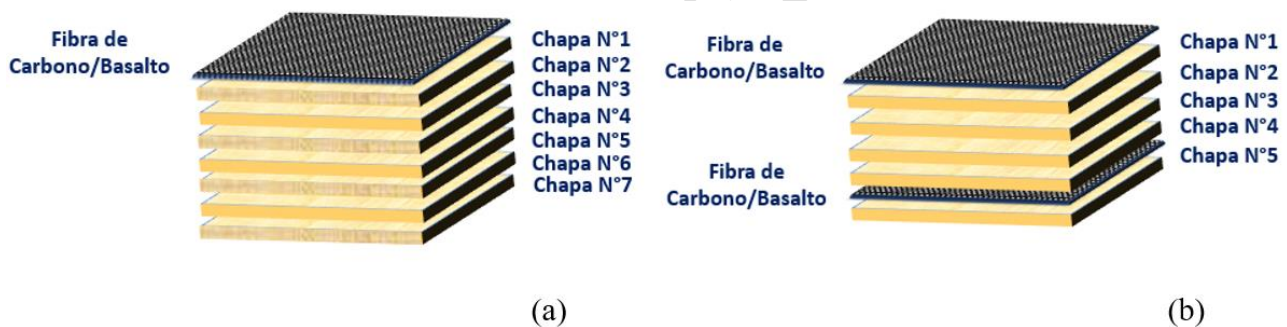 Fibra de
Carbono/Basalto
Chapa N°1
Chapa N°2
Chapa N°3
Chapa N°4
Chapa N°5
Chapa N°6
Chapa N°7
(a)
Fibra de
Carbono/Basalto
Fibra de
Carbono/Basalto
Chapa N°1
Chapa N°2
Chapa N°3
Chapa N°4
Chapa N°5
(b)